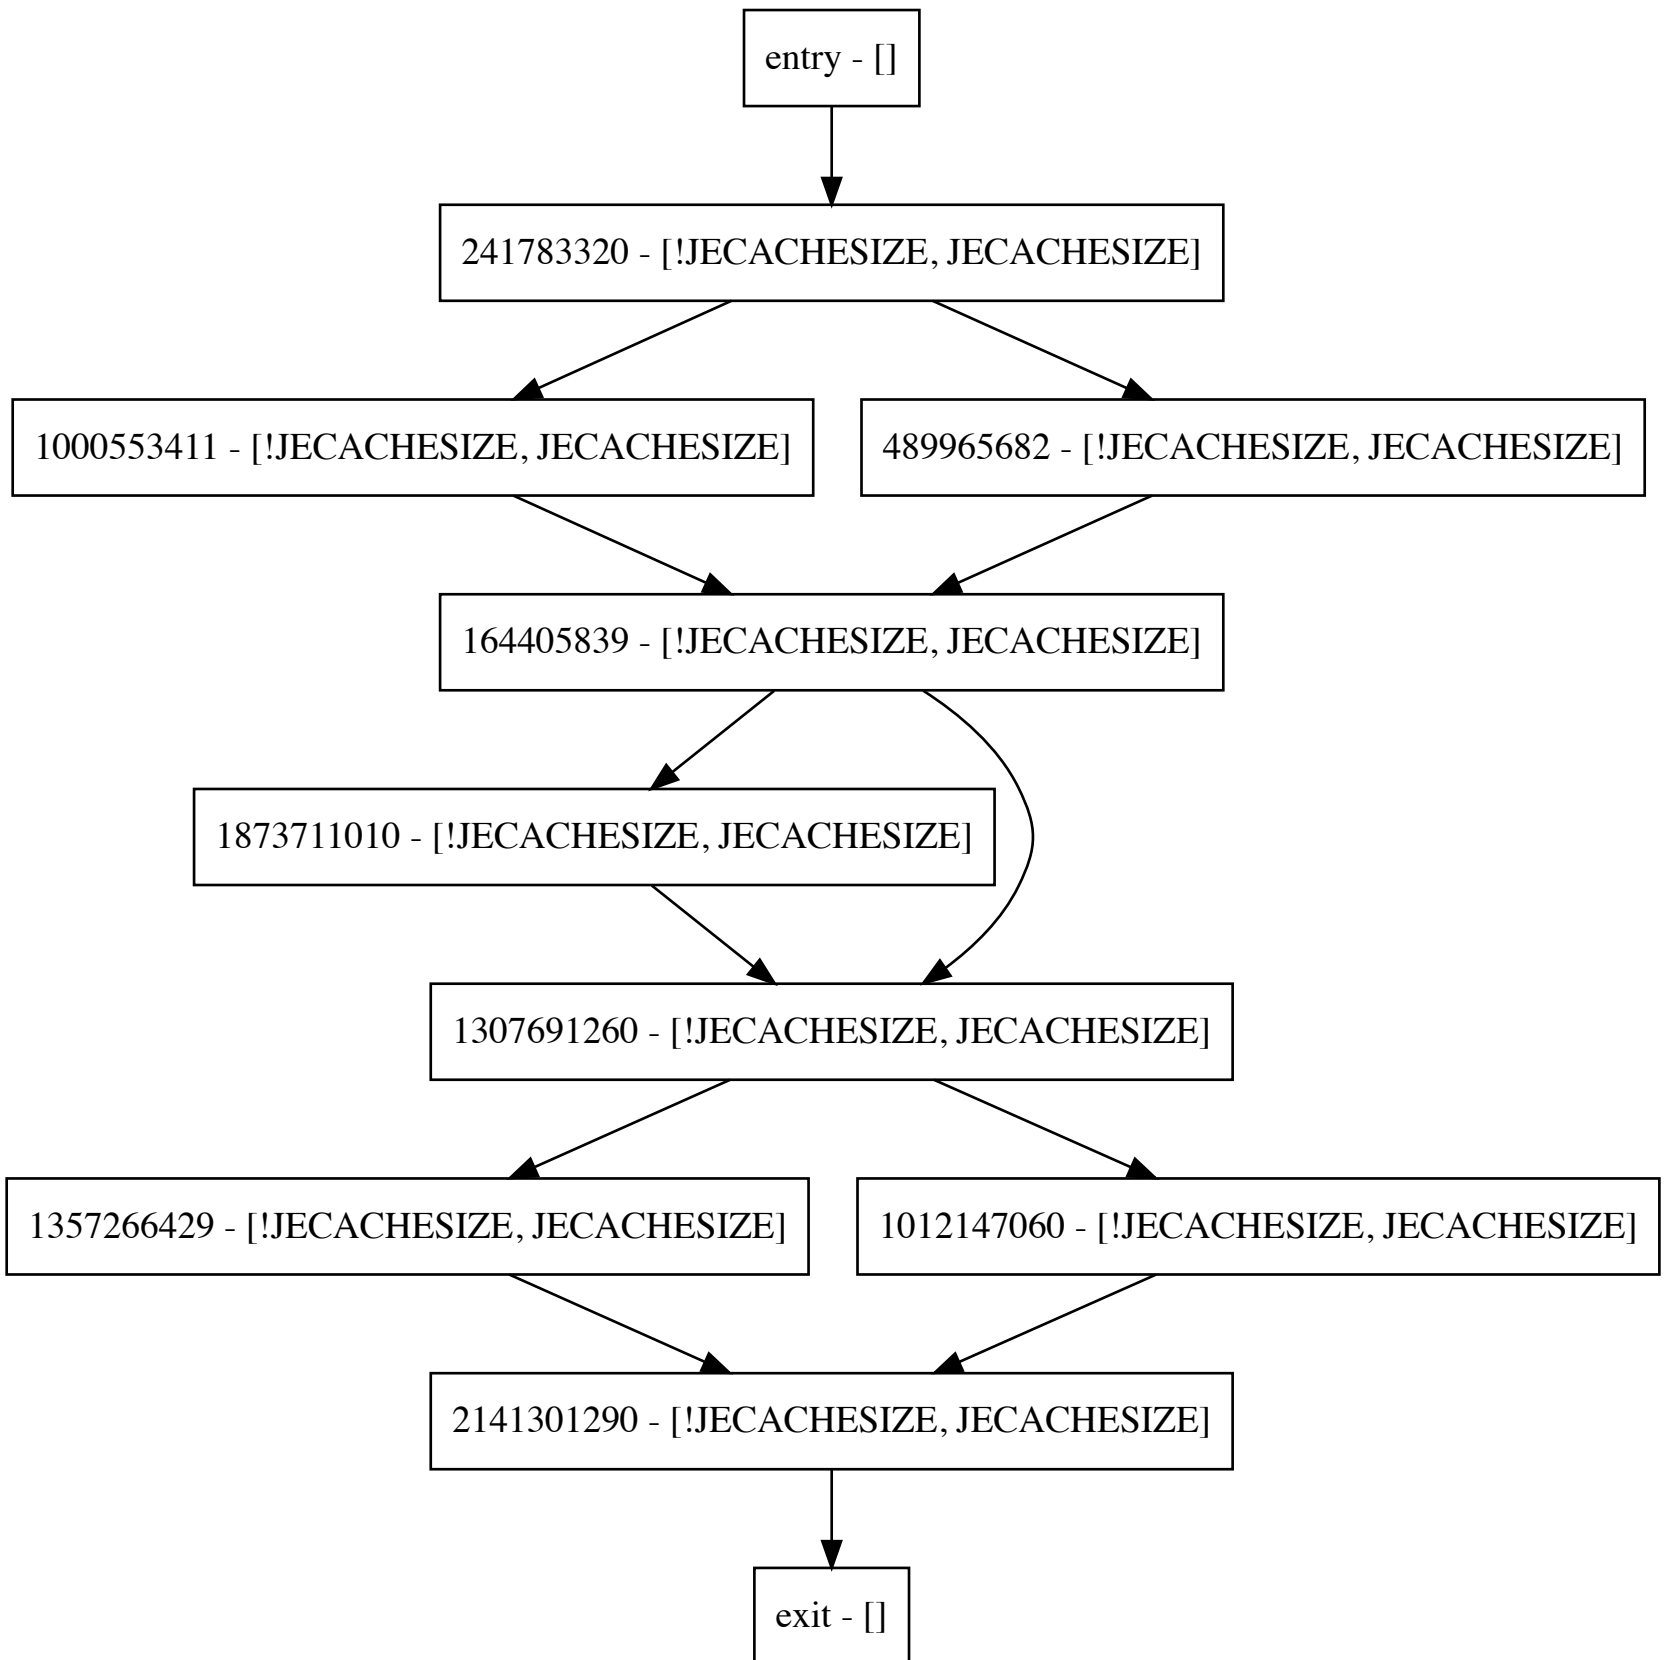 entry - []
241783320 - [!JECACHESIZE, JECACHESIZE]
1000553411 - [!JECACHESIZE, JECACHESIZE]
489965682 - [!JECACHESIZE, JECACHESIZE]
164405839 - [!JECACHESIZE, JECACHESIZE]
1873711010 - [!JECACHESIZE, JECACHESIZE]
1307691260 - [!JECACHESIZE, JECACHESIZE]
1357266429 - [!JECACHESIZE, JECACHESIZE]
1012147060 - [!JECACHESIZE, JECACHESIZE]
2141301290 - [!JECACHESIZE, JECACHESIZE]
exit - []